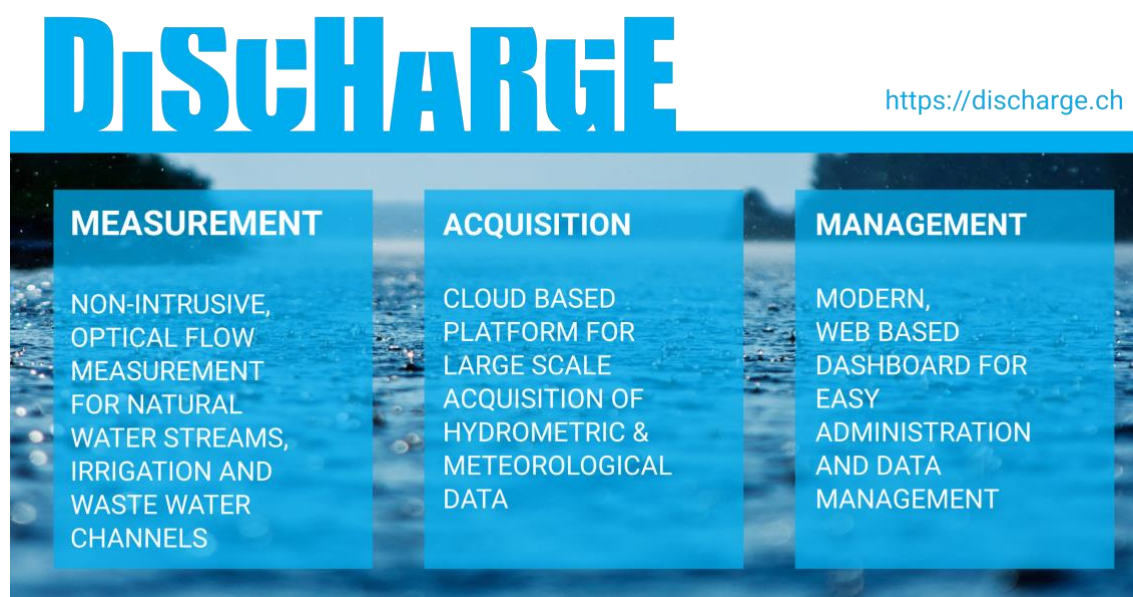 DISCHARGE
https://discharge.ch
MEASUREMENT
NON-INTRUSIVE,
OPTICAL FLOW
MEASUREMENT
FOR NATURAL
WATER STREAMS,
IRRIGATION AND
WASTE WATER
CHANNELS
ACQUISITION
CLOUD BASED
PLATFORM FOR
LARGE SCALE
ACQUISITION OF
HYDROMETRIC &
METEOROLOGICAL
DATA
MANAGEMENT
MODERN,
WEB BASED
DASHBOARD FOR
EASY
ADMINISTRATION
AND DATA
MANAGEMENT